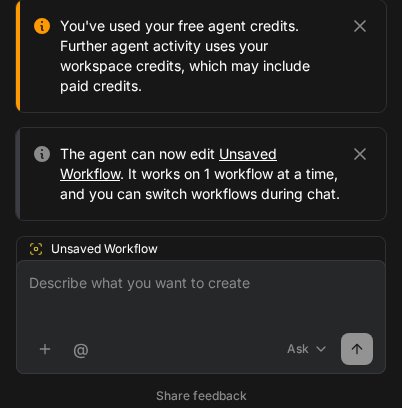 You've used your free agent credits.
Further agent activity uses your
workspace credits, which may include
paid credits.
The agent can now edit Unsaved
Workflow. It works on 1 workflow at a time,
and you can switch workflows during chat.
Unsaved Workflow
Describe what you want to create
@
Ask
Share feedback